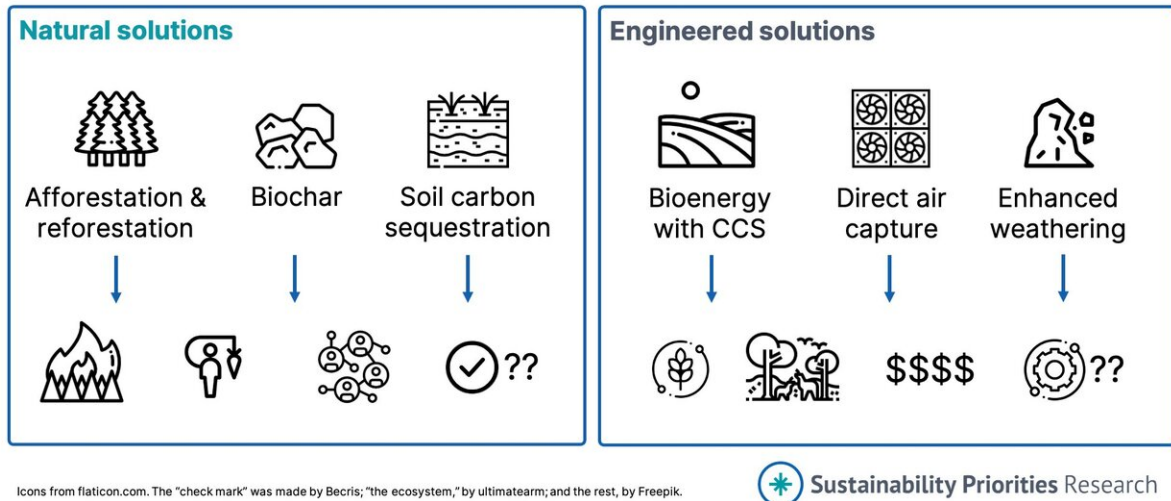 Natural solutions
Afforestation &
reforestation
Biochar
Soil carbon
sequestration
??
Engineered solutions
Bioenergy
with CCS
Direct air
capture
Enhanced
weathering
$$$$
??
Icons from flaticon.com. The "check mark" was made by Becris; "the ecosystem," by ultimatearm; and the rest, by Freepik.
Sustainability Priorities Research